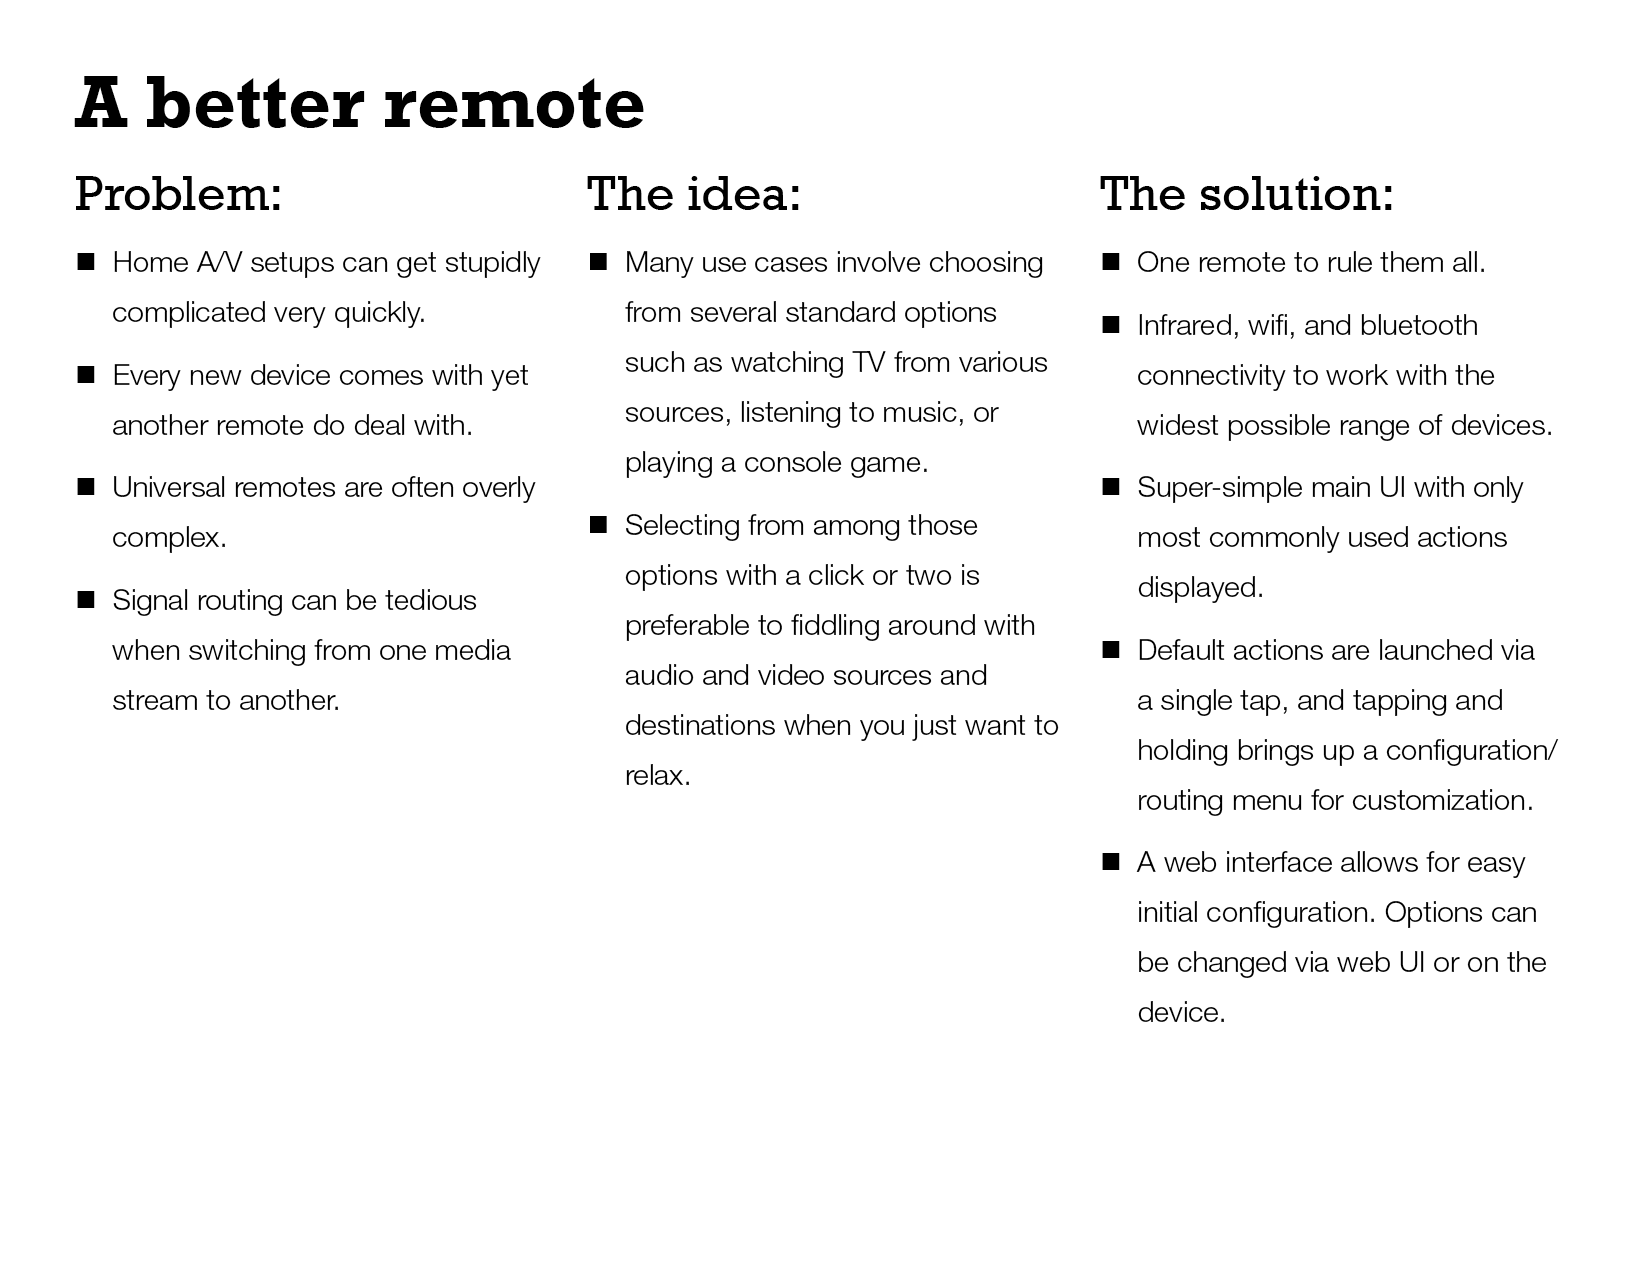 A better remote
Problem:
■ Home A/V setups can get stupidly
complicated very quickly.
■ Every new device comes with yet
another remote do deal with.
■ Universal remotes are often overly
complex.
■ Signal routing can be tedious
when switching from one media
stream to another.
The idea:
■ Many use cases involve choosing
from several standard options
such as watching TV from various
sources, listening to music, or
playing a console game.
■ Selecting from among those
options with a click or two is
preferable to fiddling around with
audio and video sources and
destinations when you just want to
relax.
The solution:
■ One remote to rule them all.
■ Infrared, wifi, and bluetooth
connectivity to work with the
widest possible range of devices.
■ Super-simple main UI with only
most commonly used actions
displayed.
■ Default actions are launched via
a single tap, and tapping and
holding brings up a configuration/
routing menu for customization.
■ A web interface allows for easy
initial configuration. Options can
be changed via web UI or on the
device.